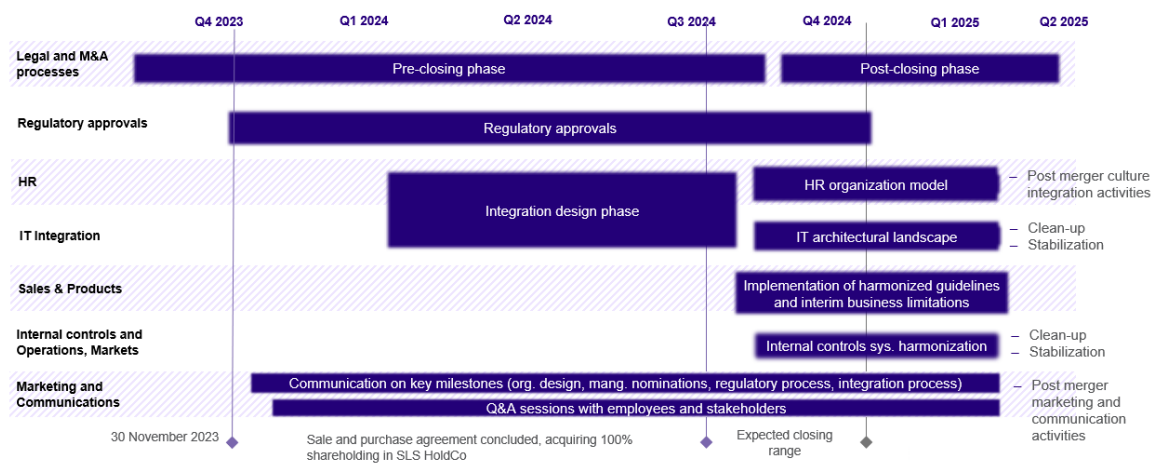 Q4 2023 Q1 2024 Q2 2024 Q3 2024 Q4 2024 Q1 2025 Q2 2025
Legal and M&A
processes
Pre-closing phase
Post-closing phase
Regulatory approvals
Regulatory approvals
HR
Integration design phase
HR organization model
– Post merger culture
integration activities
IT Integration
IT architectural landscape
– Clean-up
– Stabilization
Sales & Products
Implementation of harmonized guidelines
and interim business limitations
Internal controls and
Operations, Markets
Internal controls sys. harmonization
– Clean-up
– Stabilization
Marketing and
Communications
Communication on key milestones (org. design, mang. nominations, regulatory process, integration process)
Q&A sessions with employees and stakeholders
– Post merger
marketing and
communication
activities
30 November 2023
Sale and purchase agreement concluded, acquiring 100%
shareholding in SLS HoldCo
Expected closing
range